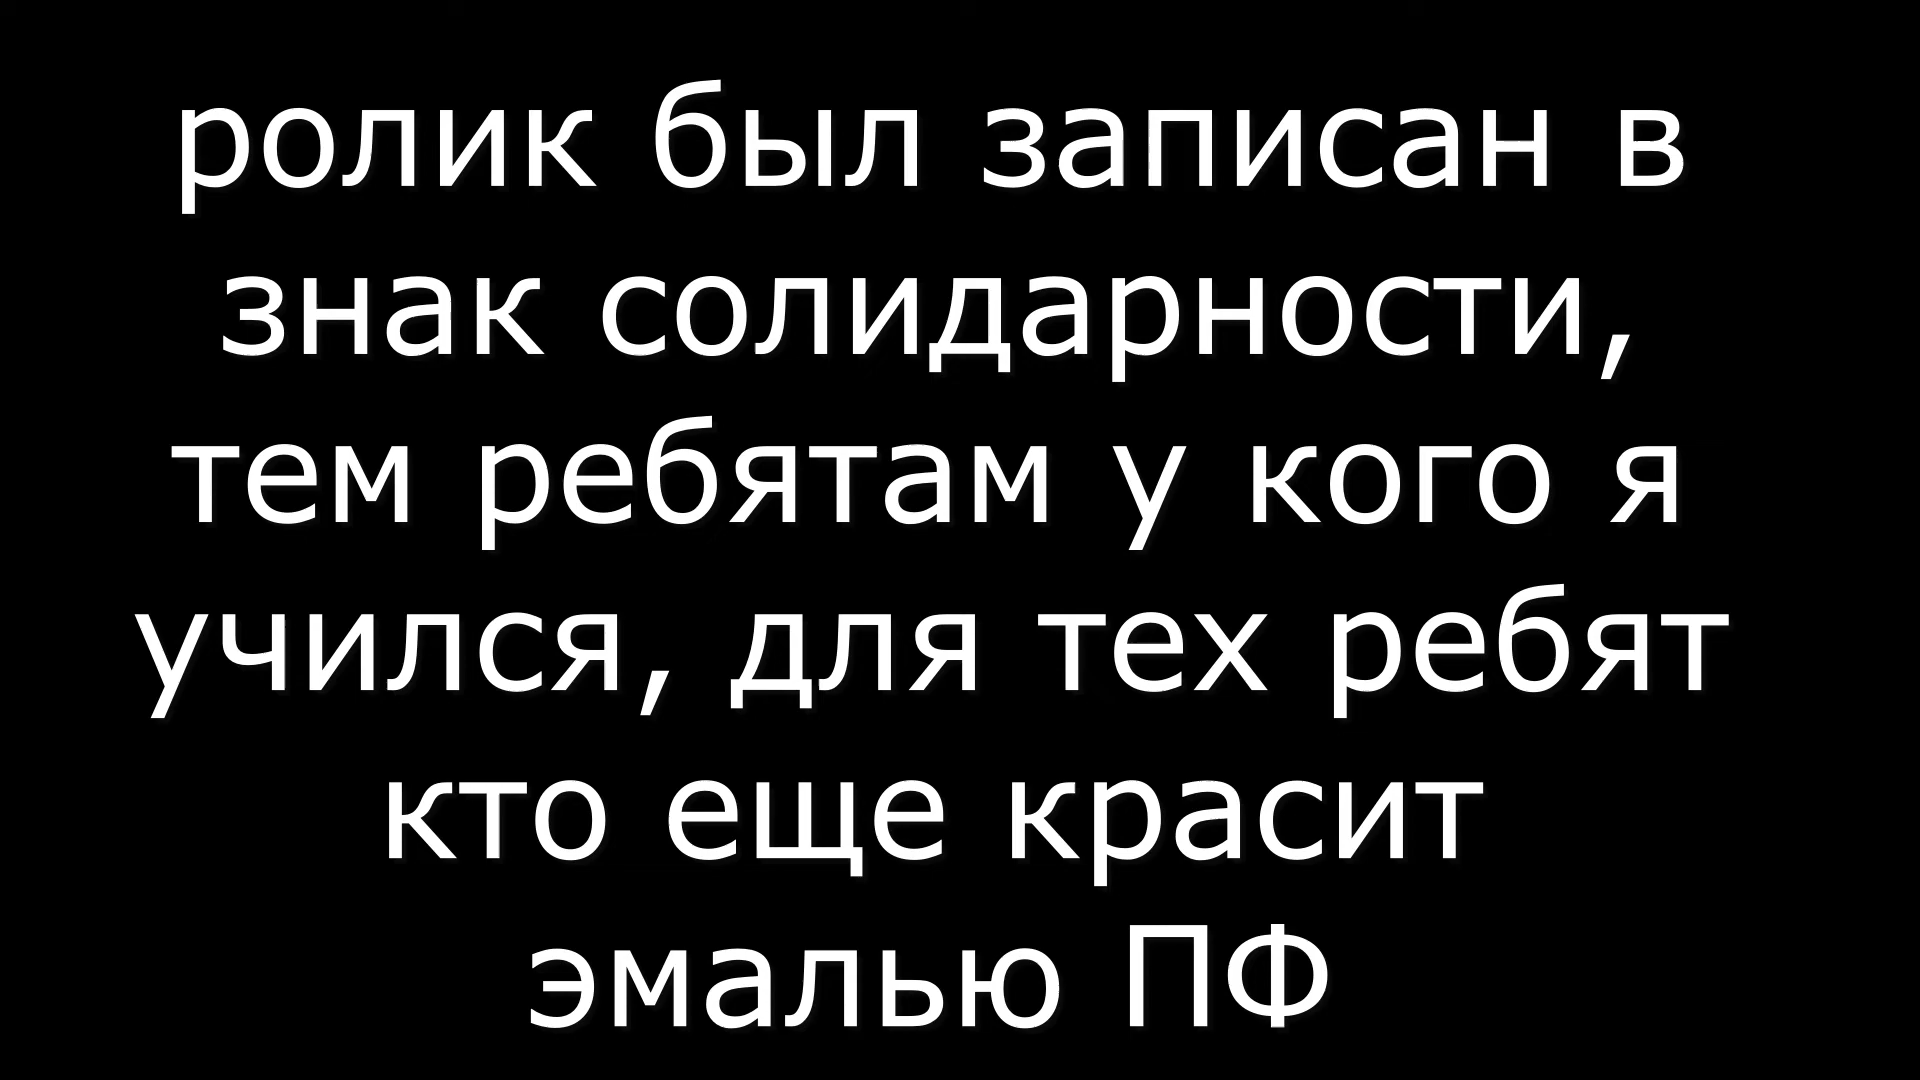 ролик был записан в
знак солидарности,
тем ребятам у кого я
учился, для тех ребят
кто еще красит
эмалью ПФ